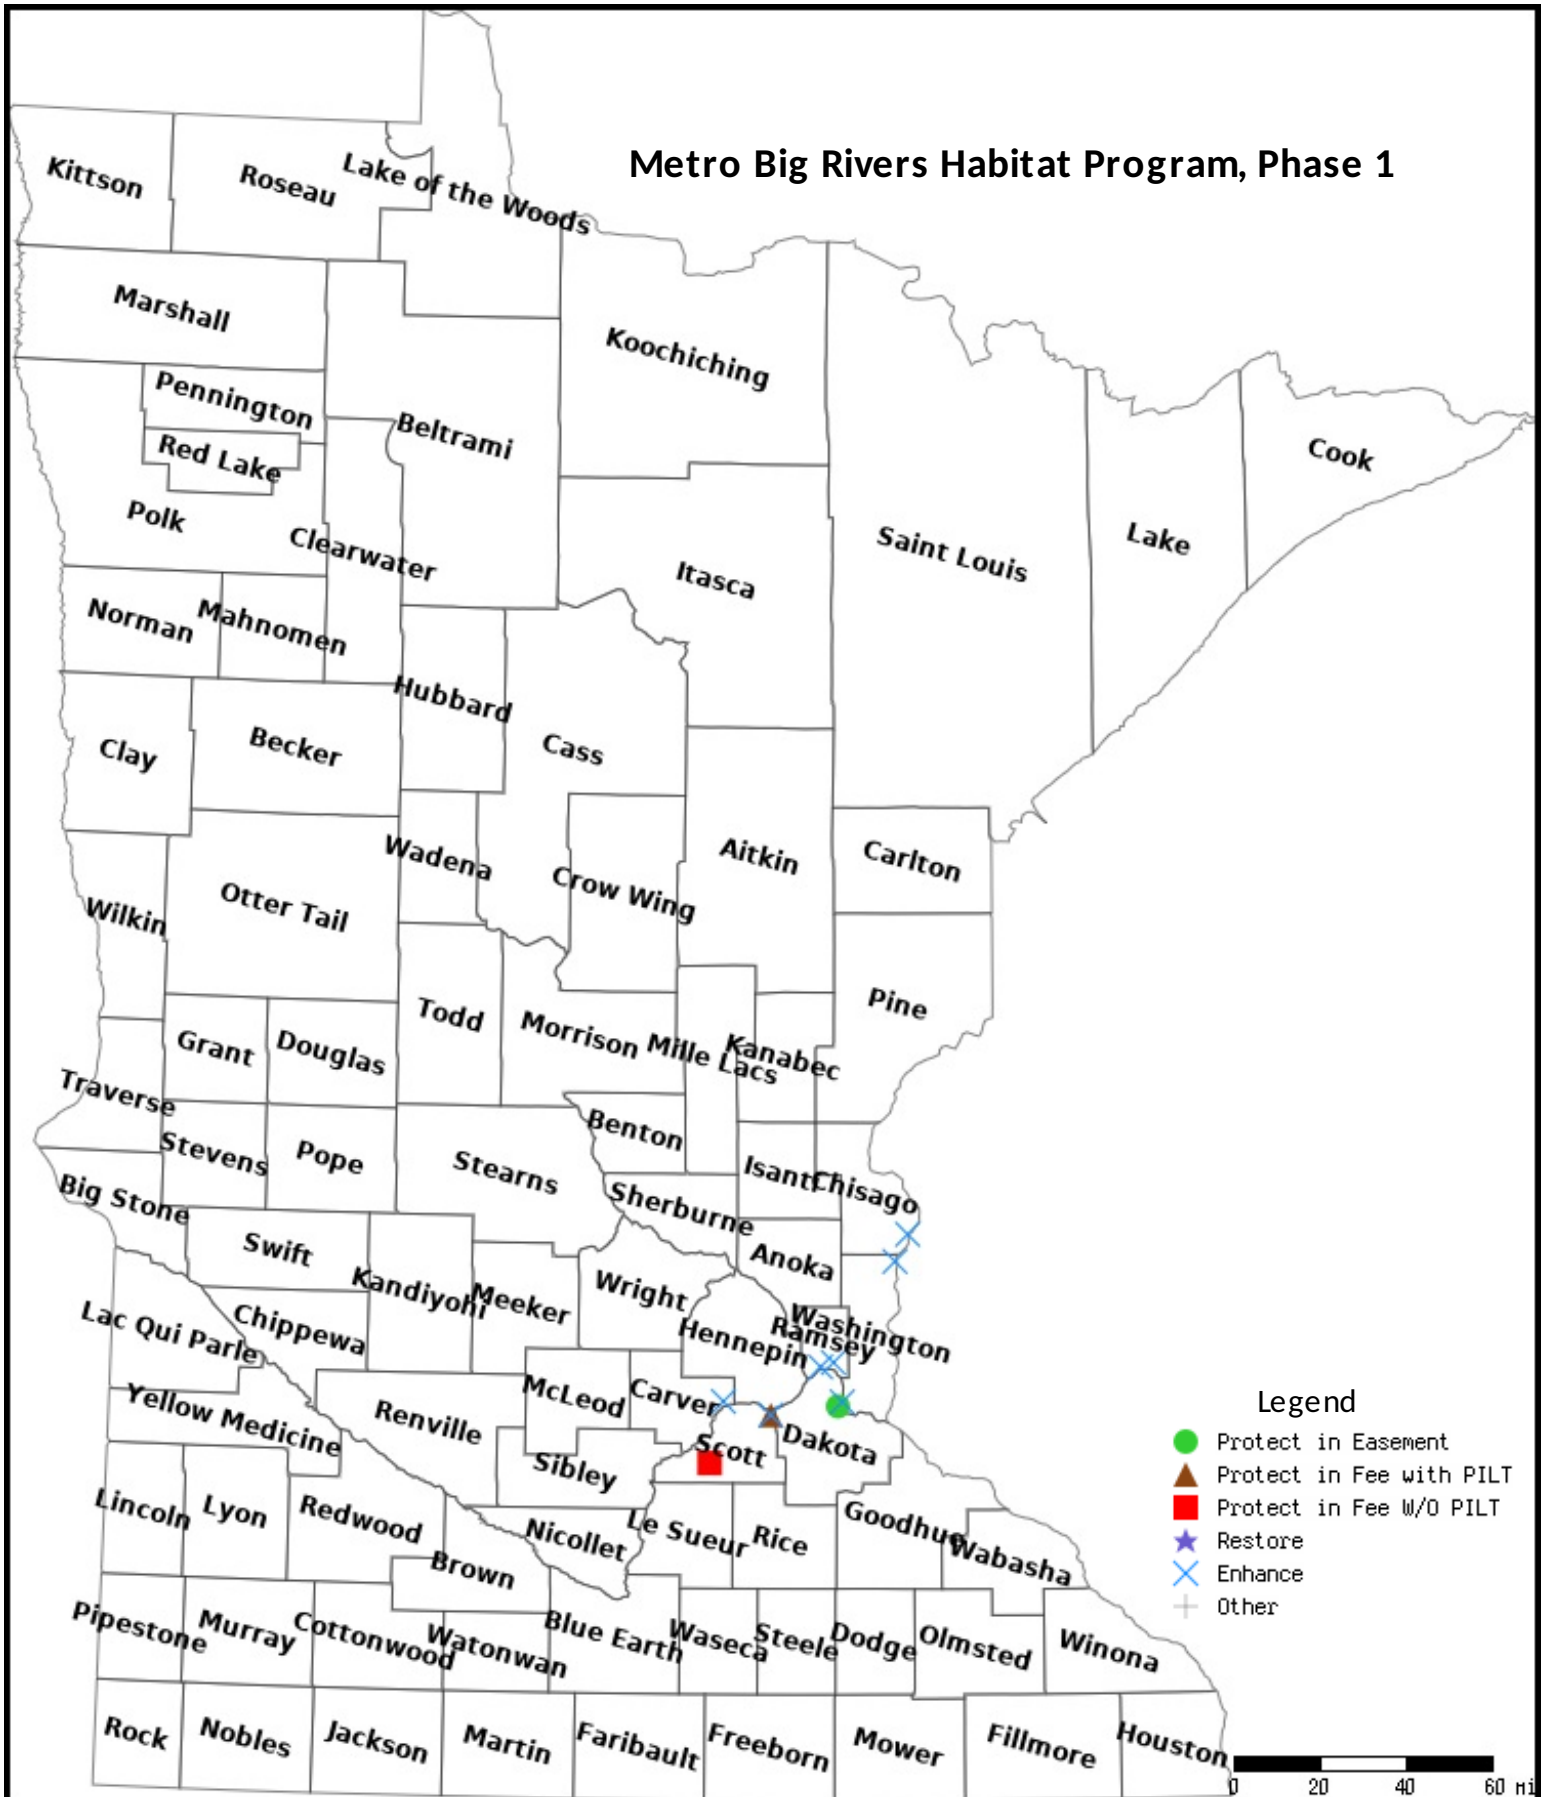 Metro Big Rivers Habitat Program, Phase 1
Kittson
Roseau
Lake of the Woods
Marshall
Koochiching
Pennington
Beltrami
Red Lake
Cook
Polk
Clearwater
Saint Louis
Lake
Itasca
Norman
Mahnomen
Hubbard
Clay
Becker
Cass
Wadena
Aitkin
Carlton
Otter Tail
Crow Wing
Wilkin
Pine
Todd
Morrison
Mille Lacs
Kanabec
Grant
Douglas
Traverse
Benton
Stevens
Pope
Stearns
Isanti
Chisago
Big Stone
Sherburne
Swift
Anoka
Kandiyohi
Meeker
Wright
Lac Qui Parle
Chippewa
Washington
Ramsey
Hennepin
McLeod
Carver
Yellow Medicine
Renville
Dakota
Scott
Sibley
Legend
Protect in Easement
Protect in Fee with PILT
Protect in Fee W/O PILT
Restore
Enhance
Other
Lincoln
Lyon
Redwood
Nicollet
Le Sueur
Rice
Goodhue
Wabasha
Brown
Pipestone
Murray
Cottonwood
Watonwan
Blue Earth
Waseca
Steele
Dodge
Olmsted
Winona
Rock
Nobles
Jackson
Martin
Faribault
Freeborn
Mower
Fillmore
Houston
0 20 40 60 mi